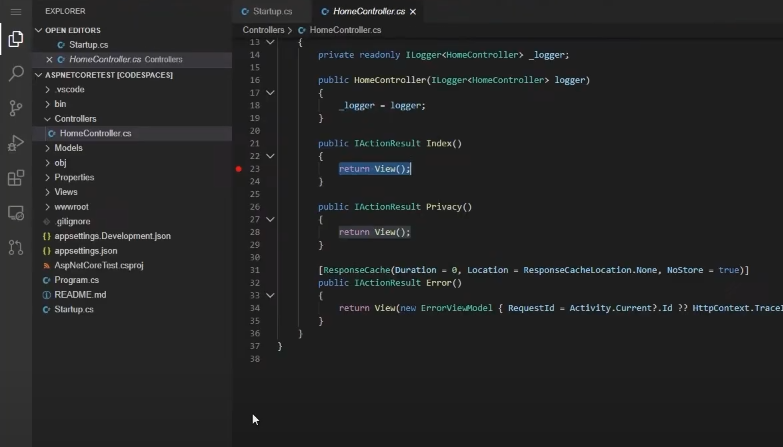 EXPLORER
OPEN EDITORS
Startup.cs
HomeController.cs Controllers
ASPNETCORETEST [CODESPACES]
.vscode
bin
Controllers
HomeController.cs
Models
obj
Properties
Views
wwwroot
.gitignore
appsettings.Development.json
appsettings.json
AspNetCoreTest.csproj
Program.cs
README.md
Startup.cs
Startup.cs HomeController.cs
Controllers > HomeController.cs
13 {
14 private readonly ILogger<HomeController> _logger;
15
16 public HomeController(ILogger<HomeController> logger)
17 {
18 _logger = logger;
19 }
20
21 public IActionResult Index()
22 {
23 return View();
24 }
25
26 public IActionResult Privacy()
27 {
28 return View();
29 }
30
31 [ResponseCache(Duration = 0, Location = ResponseCacheLocation.None, NoStore = true)]
32 public IActionResult Error()
33 {
34 return View(new ErrorViewModel { RequestId = Activity.Current?.Id ?? HttpContext.TraceI
35 }
36 }
37 }
38